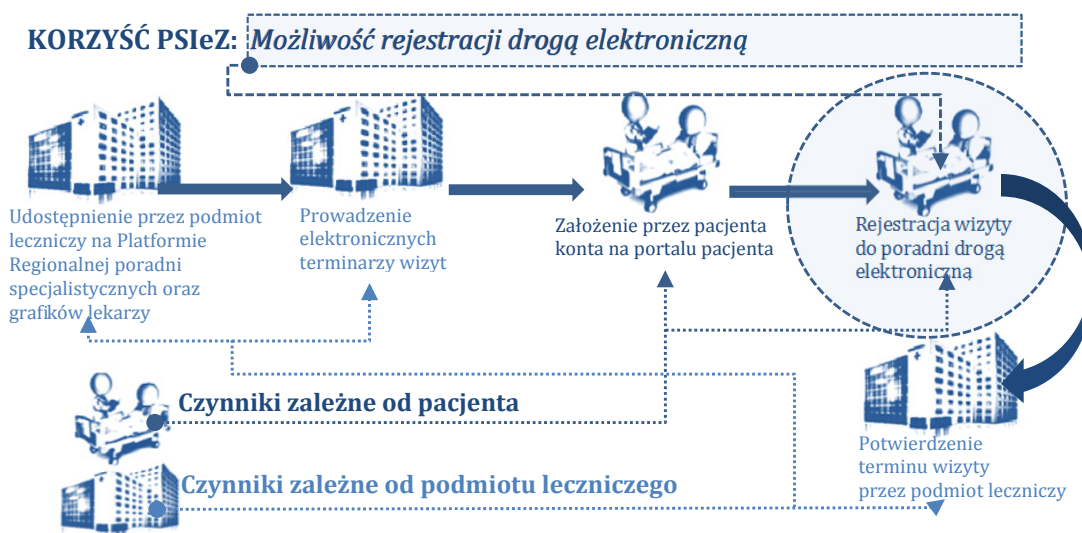 KORZYŚĆ PSIeZ: Możliwość rejestracji drogą elektroniczną
Udostępnienie przez podmiot
leczniczy na Platformie
Regionalnej poradni
specjalistycznych oraz
grafików lekarzy
Prowadzenie
elektronicznych
terminarzy wizyt
Założenie przez pacjenta
konta na portalu pacjenta
Rejestracja wizyty
do poradni drogą
elektroniczną
Czynniki zależne od pacjenta
Czynniki zależne od podmiotu leczniczego
Potwierdzenie
terminu wizyty
przez podmiot leczniczy